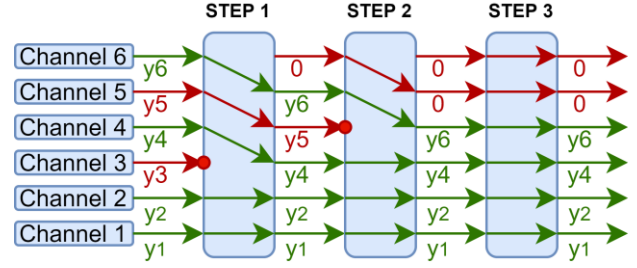 STEP 1 STEP 2 STEP 3
Channel 6 y6 0 0 0
Channel 5 y5 y6 0 0
Channel 4 y4 y5 y6 y6
Channel 3 y3 y4 y4 y4
Channel 2 y2 y2 y2 y2
Channel 1 y1 y1 y1 y1